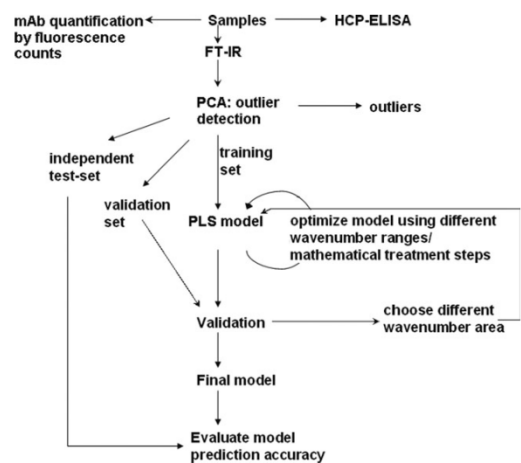 mAb quantification
by fluorescence
counts
Samples
HCP-ELISA
FT-IR
PCA: outlier
detection
outliers
independent
test-set
training
set
validation
set
PLS model
optimize model using different
wavenumber ranges/
mathematical treatment steps
Validation
choose different
wavenumber area
Final model
Evaluate model
prediction accuracy